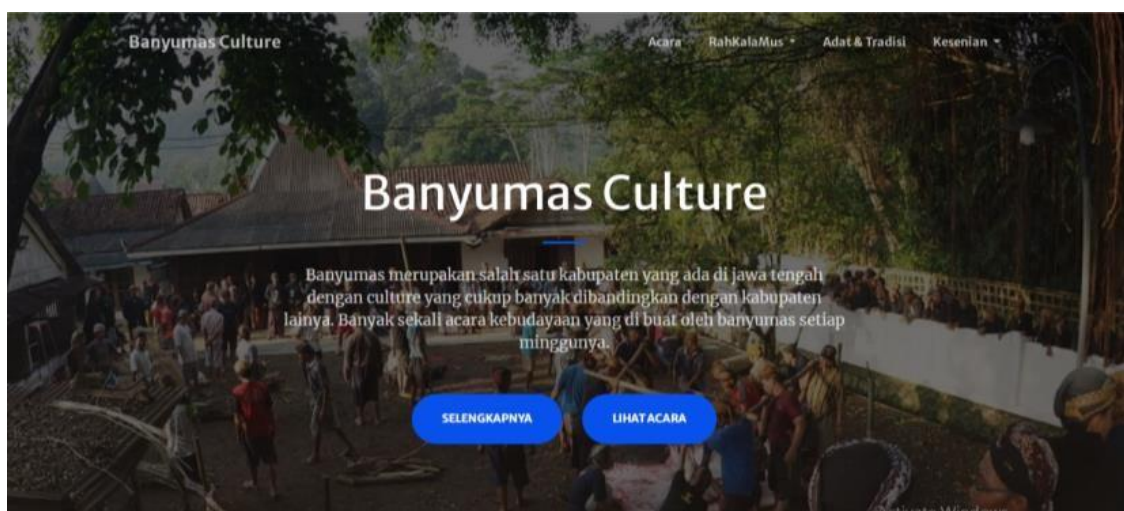 Banyumas Culture
Acara RahKalaMus Adat & Tradisi Kesenian
Banyumas Culture
Banyumas merupakan salah satu kabupaten yang ada di jawa tengah
dengan culture yang cukup banyak dibandingkan dengan kabupaten
lainya. Banyak sekali acara kebudayaan yang di buat oleh banyumas setiap
minggunya.
SELENGKAPNYA LIHAT ACARA